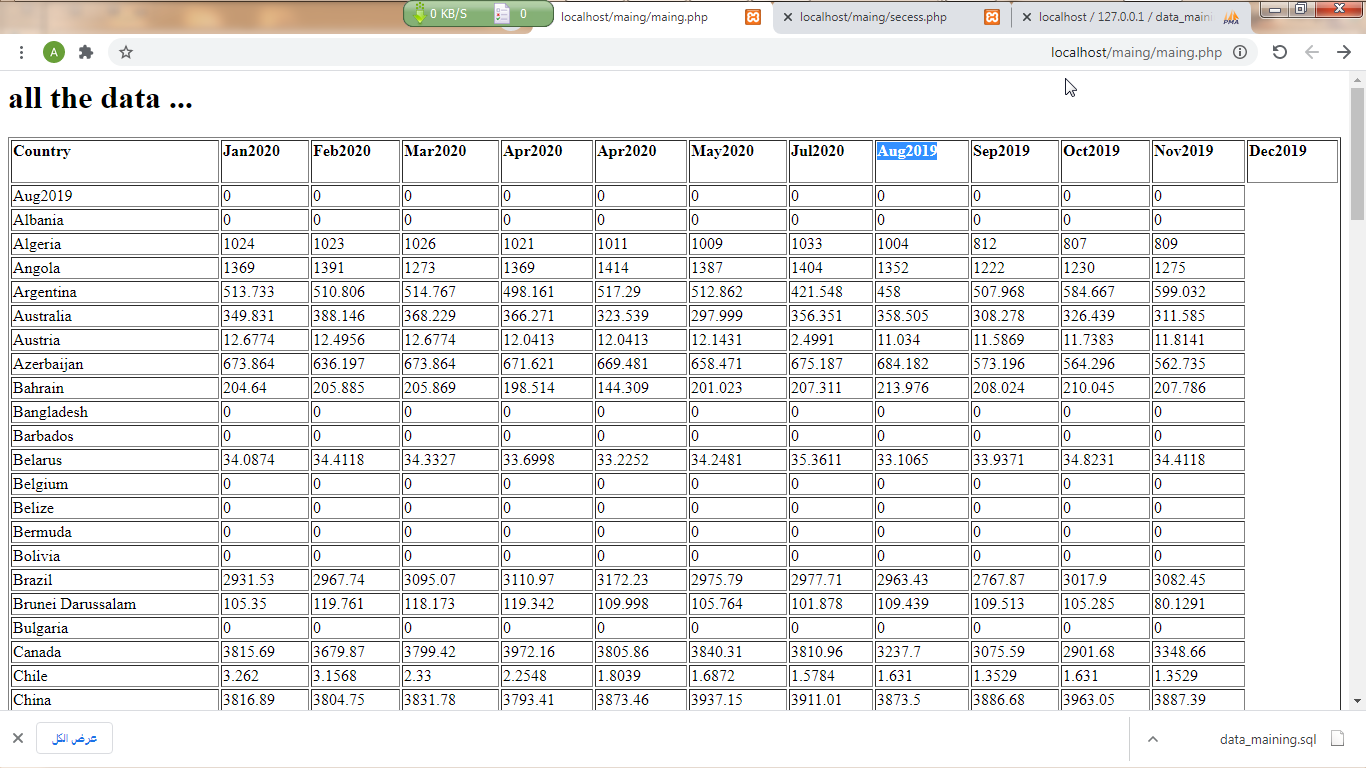 0 KB/S 0 localhost/maing/maing.php localhost/maing/secess.php localhost / 127.0.0.1 / data_maini PMA
A localhost/maing/maing.php
all the data ...
Country Jan2020 Feb2020 Mar2020 Apr2020 Apr2020 May2020 Jul2020 Aug2019 Sep2019 Oct2019 Nov2019 Dec2019
Aug2019 0 0 0 0 0 0 0 0 0 0 0
Albania 0 0 0 0 0 0 0 0 0 0 0
Algeria 1024 1023 1026 1021 1011 1009 1033 1004 812 807 809
Angola 1369 1391 1273 1369 1414 1387 1404 1352 1222 1230 1275
Argentina 513.733 510.806 514.767 498.161 517.29 512.862 421.548 458 507.968 584.667 599.032
Australia 349.831 388.146 368.229 366.271 323.539 297.999 356.351 358.505 308.278 326.439 311.585
Austria 12.6774 12.4956 12.6774 12.0413 12.0413 12.1431 2.4991 11.034 11.5869 11.7383 11.8141
Azerbaijan 673.864 636.197 673.864 671.621 669.481 658.471 675.187 684.182 573.196 564.296 562.735
Bahrain 204.64 205.885 205.869 198.514 144.309 201.023 207.311 213.976 208.024 210.045 207.786
Bangladesh 0 0 0 0 0 0 0 0 0 0 0
Barbados 0 0 0 0 0 0 0 0 0 0 0
Belarus 34.0874 34.4118 34.3327 33.6998 33.2252 34.2481 35.3611 33.1065 33.9371 34.8231 34.4118
Belgium 0 0 0 0 0 0 0 0 0 0 0
Belize 0 0 0 0 0 0 0 0 0 0 0
Bermuda 0 0 0 0 0 0 0 0 0 0 0
Bolivia 0 0 0 0 0 0 0 0 0 0 0
Brazil 2931.53 2967.74 3095.07 3110.97 3172.23 2975.79 2977.71 2963.43 2767.87 3017.9 3082.45
Brunei Darussalam 105.35 119.761 118.173 119.342 109.998 105.764 101.878 109.439 109.513 105.285 80.1291
Bulgaria 0 0 0 0 0 0 0 0 0 0 0
Canada 3815.69 3679.87 3799.42 3972.16 3805.86 3840.31 3810.96 3237.7 3075.59 2901.68 3348.66
Chile 3.262 3.1568 2.33 2.2548 1.8039 1.6872 1.5784 1.631 1.3529 1.631 1.3529
China 3816.89 3804.75 3831.78 3793.41 3873.46 3937.15 3911.01 3873.5 3886.68 3963.05 3887.39
عرض الكل data_maining.sql